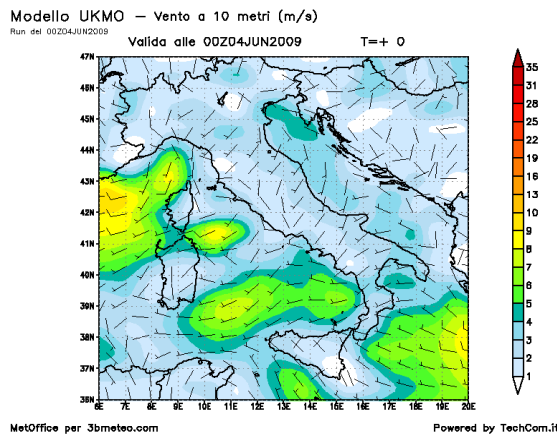 Modello UKMO – Vento a 10 metri (m/s)
Run del 00Z04JUN2009
Valida alle 00Z04JUN2009 T=+ 0
47N
46N
45N
44N
43N
42N
41N
40N
39N
38N
37N
36N
6E 7E 8E 9E 10E 11E 12E 13E 14E 15E 16E 17E 18E 19E 20E
35
31
28
25
22
19
16
13
10
9
8
7
6
5
4
3
2
1
MetOffice per 3bmeteo.com Powered by TechCom.it